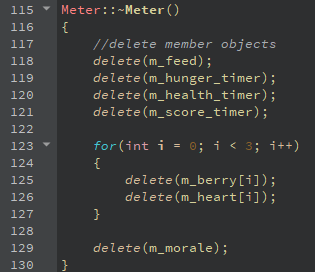 115 Meter::~Meter()
116 {
117 //delete member objects
118 delete(m_feed);
119 delete(m_hunger_timer);
120 delete(m_health_timer);
121 delete(m_score_timer);
122
123 for(int i = 0; i < 3; i++)
124 {
125 delete(m_berry[i]);
126 delete(m_heart[i]);
127 }
128
129 delete(m_morale);
130 }